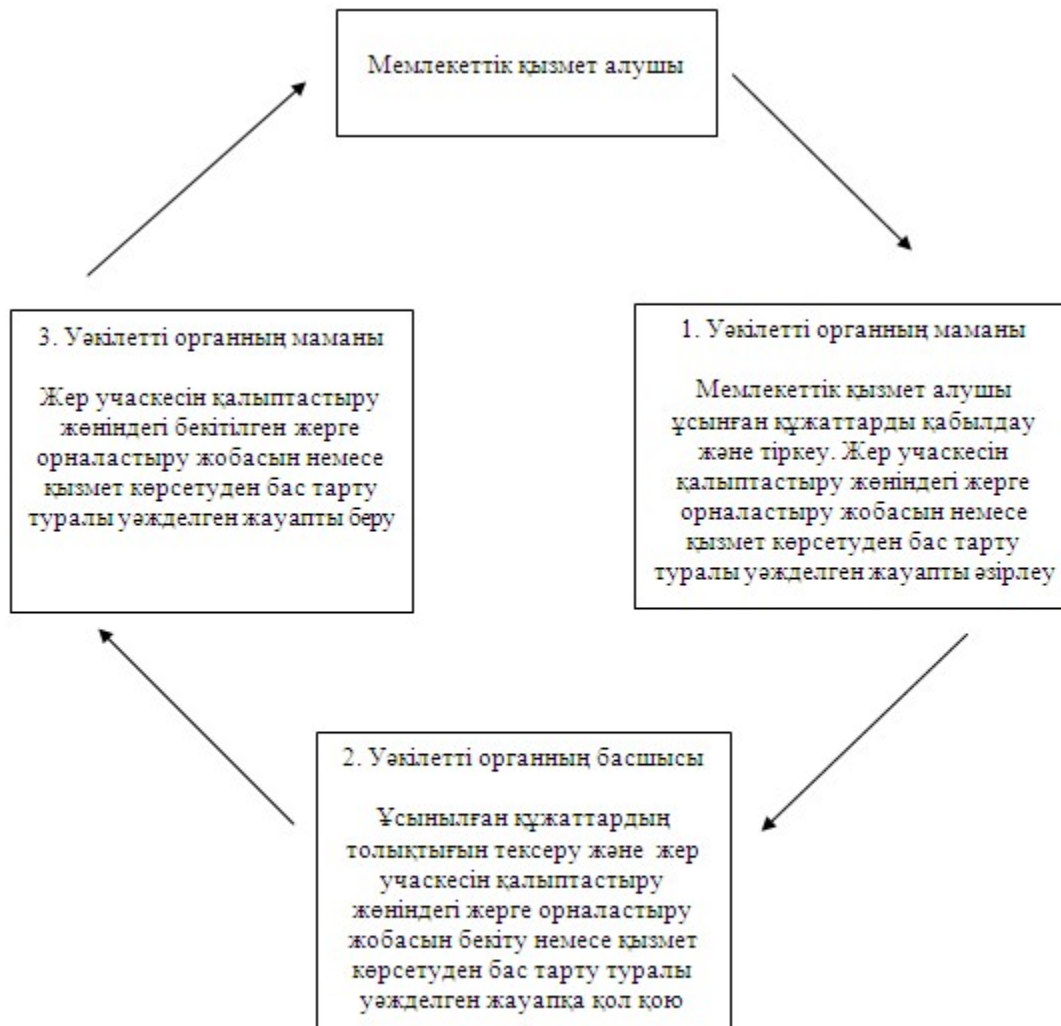 Мемлекеттік қызмет алушы
1. Уәкілетті органның маманы
Мемлекеттік қызмет алушы
ұсынған құжаттарды қабылдау
және тіркеу. Жер учаскесін
қалыптастыру жөніндегі жерге
орналастыру жобасын немесе
қызмет көрсетуден бас тарту
туралы уәжделген жауапты әзірлеу
2. Уәкілетті органның басшысы
Ұсынылған құжаттардың
толықтығын тексеру және жер
учаскесін қалыптастыру
жөніндегі жерге орналастыру
жобасын бекіту немесе қызмет
көрсетуден бас тарту туралы
уәжделген жауапқа қол қою
3. Уәкілетті органның маманы
Жер учаскесін қалыптастыру
жөніндегі бекітілген жерге
орналастыру жобасын немесе
қызмет көрсетуден бас тарту
туралы уәжделген жауапты беру